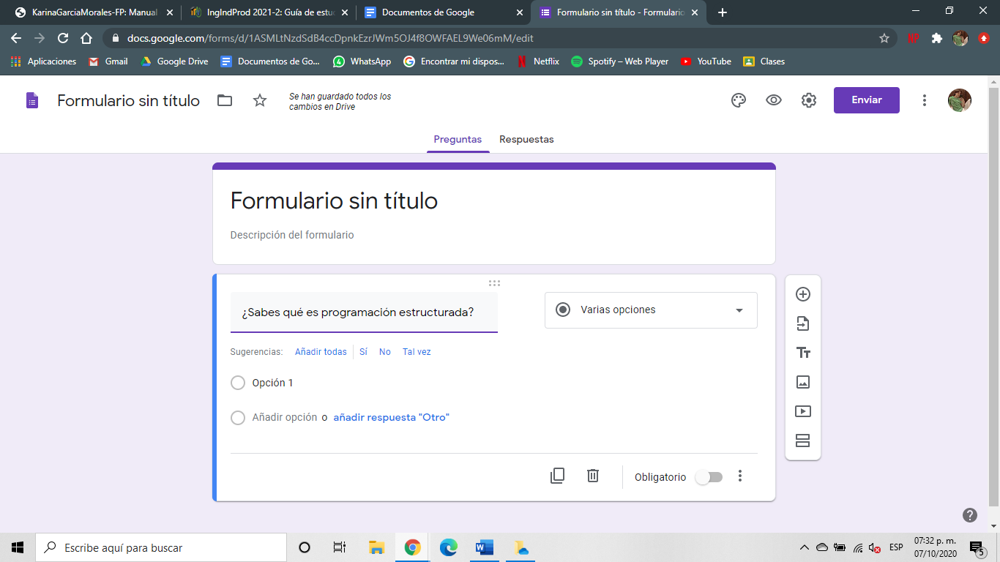 KarinaGarciaMorales-FP: Manual
IngIndProd 2021-2: Guía de estu
Documentos de Google
Formulario sin título - Formulario
docs.google.com/forms/d/1ASMLtNzdSdB4ccDpnkEzrJWm5OJ4f8OWFAEL9We06mM/edit
Aplicaciones
Gmail
Google Drive
Documentos de Go...
WhatsApp
Encontrar mi dispos...
Netflix
Spotify – Web Player
YouTube
Clases
Formulario sin título
Se han guardado todos los
cambios en Drive
Enviar
Preguntas
Respuestas
Formulario sin título
Descripción del formulario
¿Sabes qué es programación estructurada?
Varias opciones
Sugerencias: Añadir todas Sí No Tal vez
Opción 1
Añadir opción o añadir respuesta "Otro"
Obligatorio
Escribe aquí para buscar
ESP
07:32 p. m.
07/10/2020
5